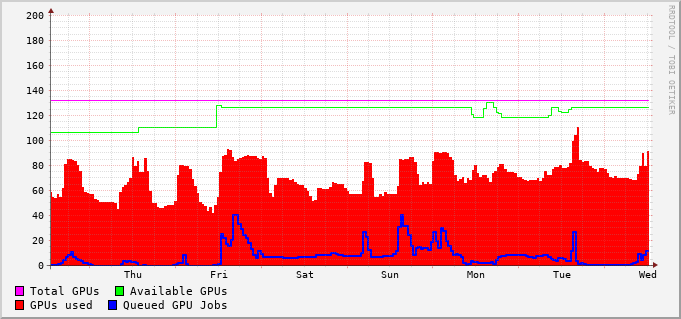 200
180
160
140
120
100
80
60
40
20
0
Thu Fri Sat Sun Mon Tue Wed
Total GPUs Available GPUs
GPUs used Queued GPU Jobs
RRDTOOL / TOBI OETIKER